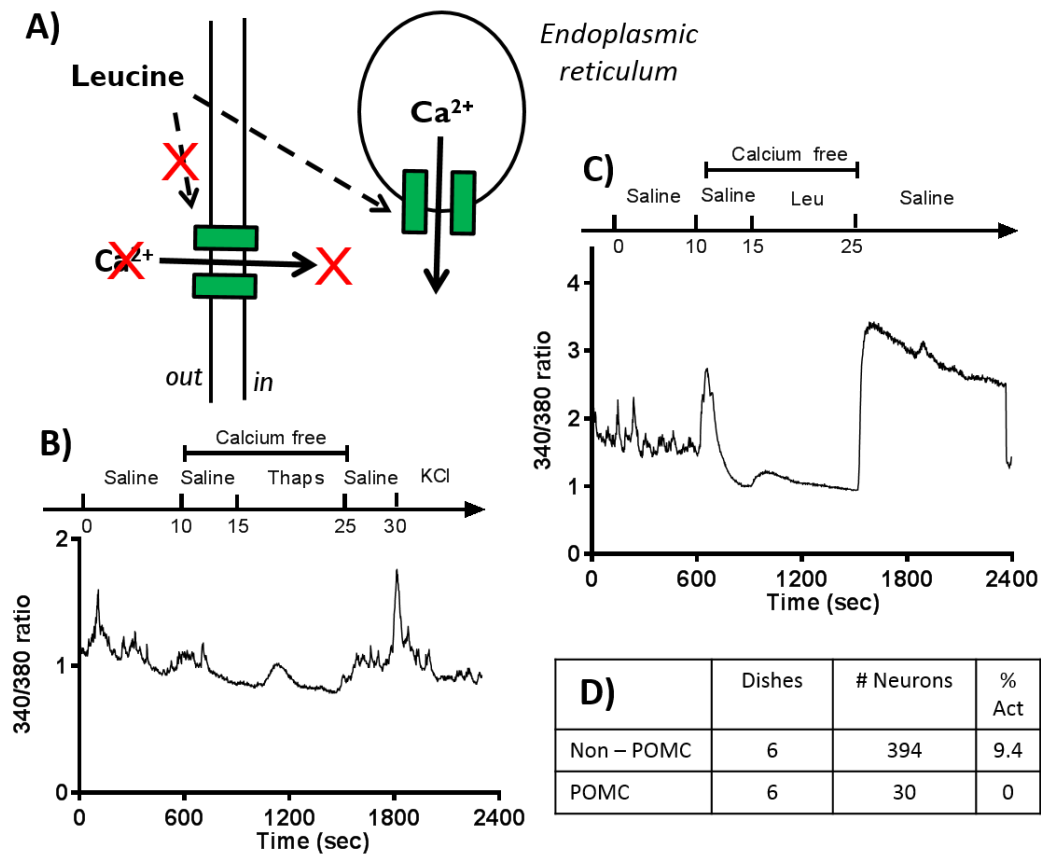 A)
Leucine
Endoplasmic
reticulum
Ca2+
Ca2+
out
in
B)
Calcium free
Saline Saline Thaps Saline KCl
0 10 15 25 30
2
1
0
340/380 ratio
0 600 1200 1800 2400
Time (sec)
C)
Calcium free
Saline Saline Leu Saline
0 10 15 25
4
3
2
1
0
340/380 ratio
0 600 1200 1800 2400
Time (sec)
D) Dishes # Neurons % Act
Non – POMC 6 394 9.4
POMC 6 30 0